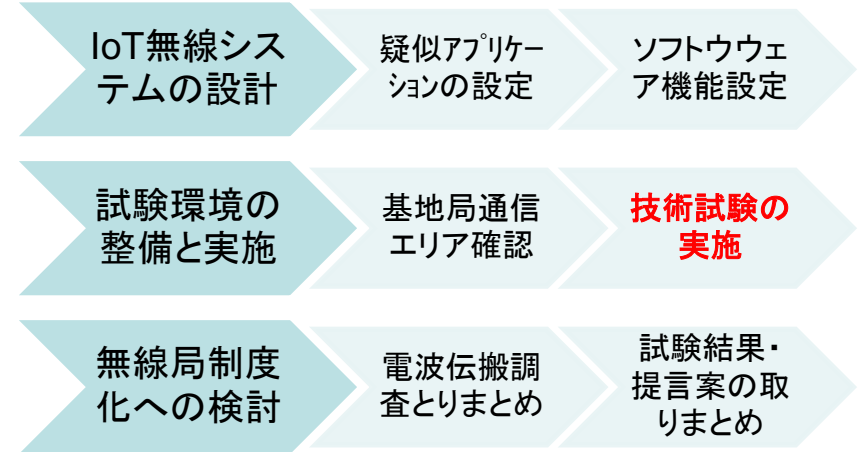 IoT無線シス
テムの設計
疑似アプリケー
ションの設定
ソフトウウェ
ア機能設定
試験環境の
整備と実施
基地局通信
エリア確認
技術試験の
実施
無線局制度
化への検討
電波伝搬調
査とりまとめ
試験結果・
提言案の取
りまとめ